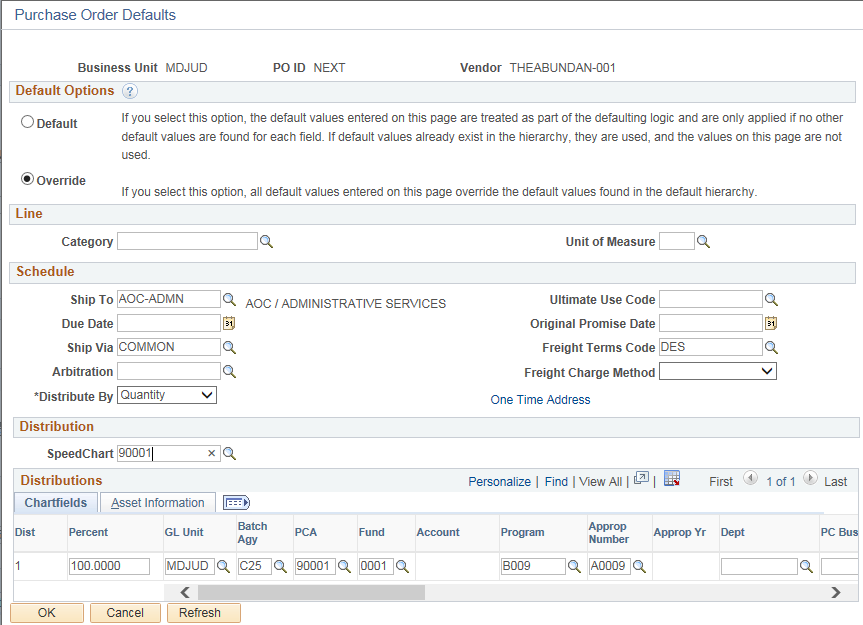 Purchase Order Defaults
Business Unit MDJUD PO ID NEXT Vendor THEABUNDAN-001
Default Options ?
Default If you select this option, the default values entered on this page are treated as part of the defaulting logic and are only applied if no other
default values are found for each field. If default values already exist in the hierarchy, they are used, and the values on this page are not
used.
Override
If you select this option, all default values entered on this page override the default values found in the default hierarchy.
Line
Category Unit of Measure
Schedule
Ship To AOC-ADMN AOC / ADMINISTRATIVE SERVICES Ultimate Use Code
Due Date 31 Original Promise Date 31
Ship Via COMMON Freight Terms Code DES
Arbitration Freight Charge Method
*Distribute By Quantity One Time Address
Distribution
SpeedChart 90001 ×
Distributions Personalize | Find | View All | | First 1 of 1 Last
Chartfields Asset Information
Dist Percent GL Unit Batch Agy PCA Fund Account Program Approp Number Approp Yr Dept PC Bus
1 100.0000 MDJUD C25 90001 0001 B009 A0009
OK Cancel Refresh